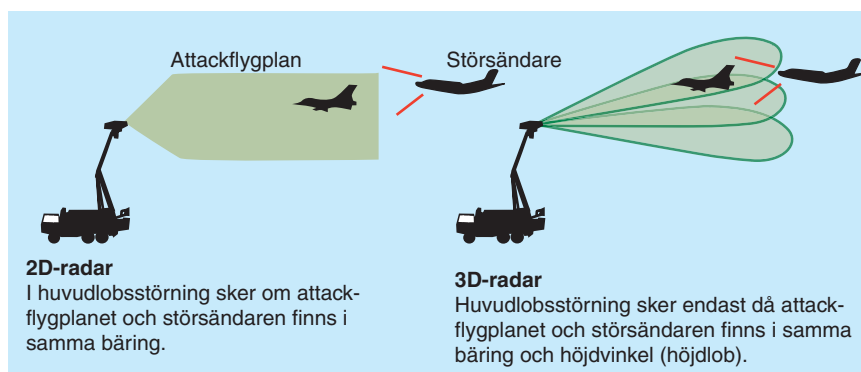 Attackflygplan
Störsändare
2D-radar
I huvudlobsstörning sker om attack-
flygplanet och störsändaren finns i
samma bäring.
3D-radar
Huvudlobsstörning sker endast då attack-
flygplanet och störsändaren finns i samma
bäring och höjdvinkel (höjdlob).